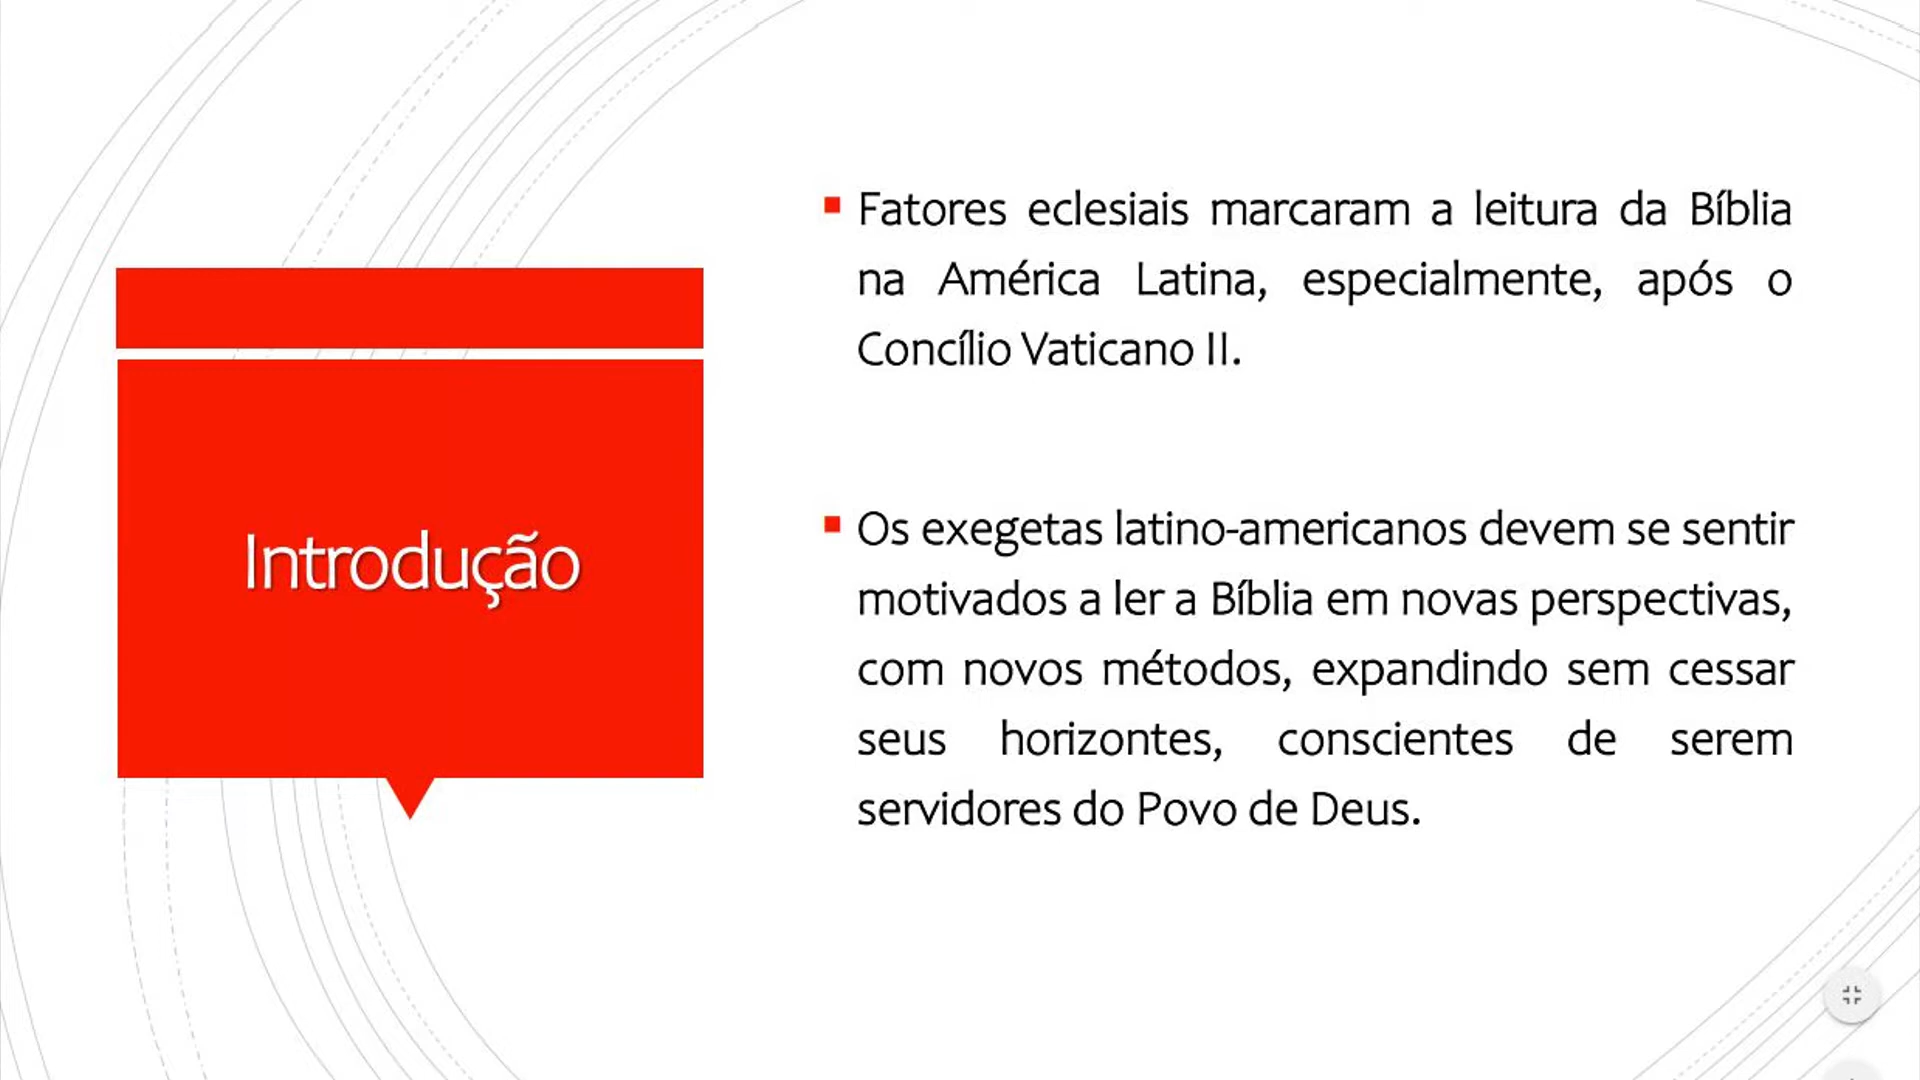 Introdução
Fatores eclesiais marcaram a leitura da Bíblia
na América Latina, especialmente, após o
Concílio Vaticano II.
Os exegetas latino-americanos devem se sentir
motivados a ler a Bíblia em novas perspectivas,
com novos métodos, expandindo sem cessar
seus horizontes, conscientes de serem
servidores do Povo de Deus.